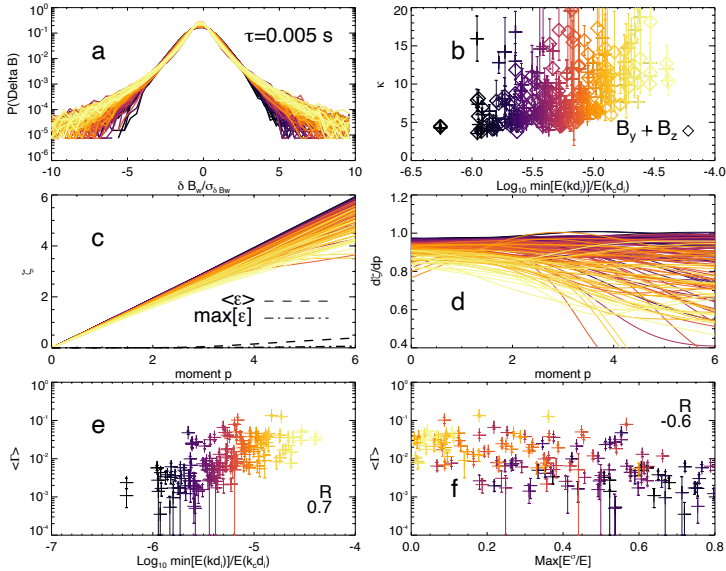 a
τ=0.005 s
P(\Delta B)
10⁰
10⁻¹
10⁻²
10⁻³
10⁻⁴
10⁻⁵
10⁻⁶
-10 -5 0 5 10
δ B_w/σ_δ Bw
b
κ
20
15
10
5
0
B_y + B_z ◇
-6.5 -6.0 -5.5 -5.0 -4.5 -4.0
Log₁₀ min[E(kd_i)]/E(k_c d_i)
c
ζ
6
4
2
0
<ε>
max[ε]
0 2 4 6
moment p
d
dζ/dp
1.2
1.0
0.8
0.6
0.4
0 2 4 6
moment p
e
<Γ>
10⁰
10⁻¹
10⁻²
10⁻³
10⁻⁴
R
0.7
-7 -6 -5 -4
Log₁₀ min[E(kd_i)]/E(k_c d_i)
f
<Γ>
10⁰
10⁻¹
10⁻²
10⁻³
10⁻⁴
R
-0.6
0.0 0.2 0.4 0.6 0.8
Max[E^σ/E]